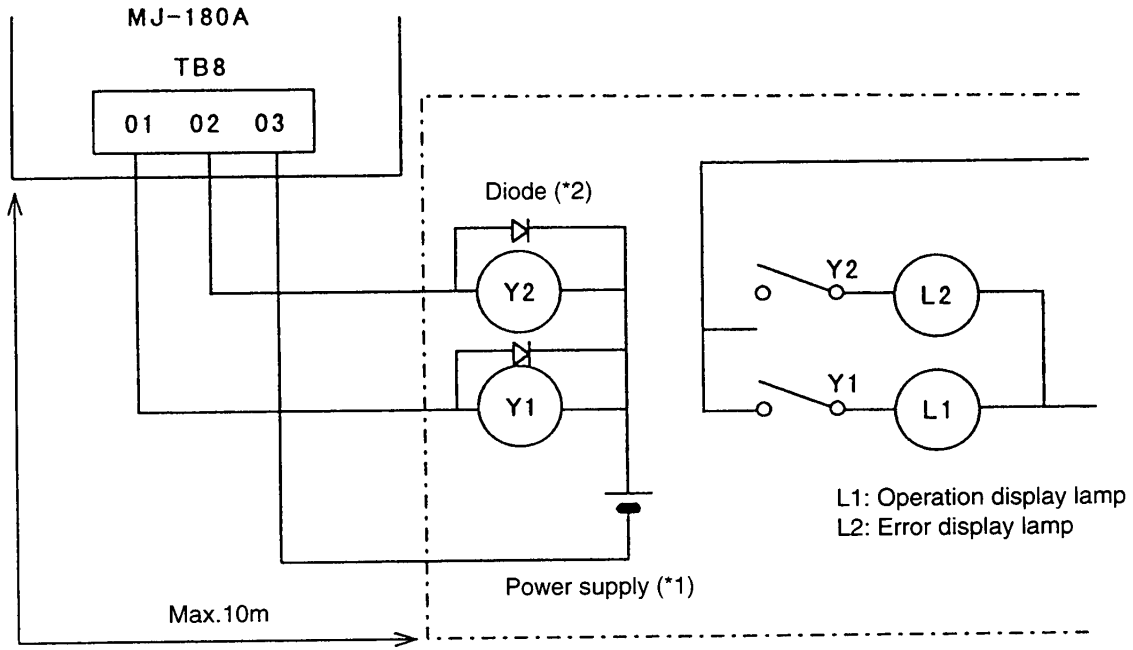 MJ-180A
TB8
01 02 03
Diode (*2)
Y2
Y2
L2
Y1
Y1
L1
L1: Operation display lamp
L2: Error display lamp
Power supply (*1)
Max.10m